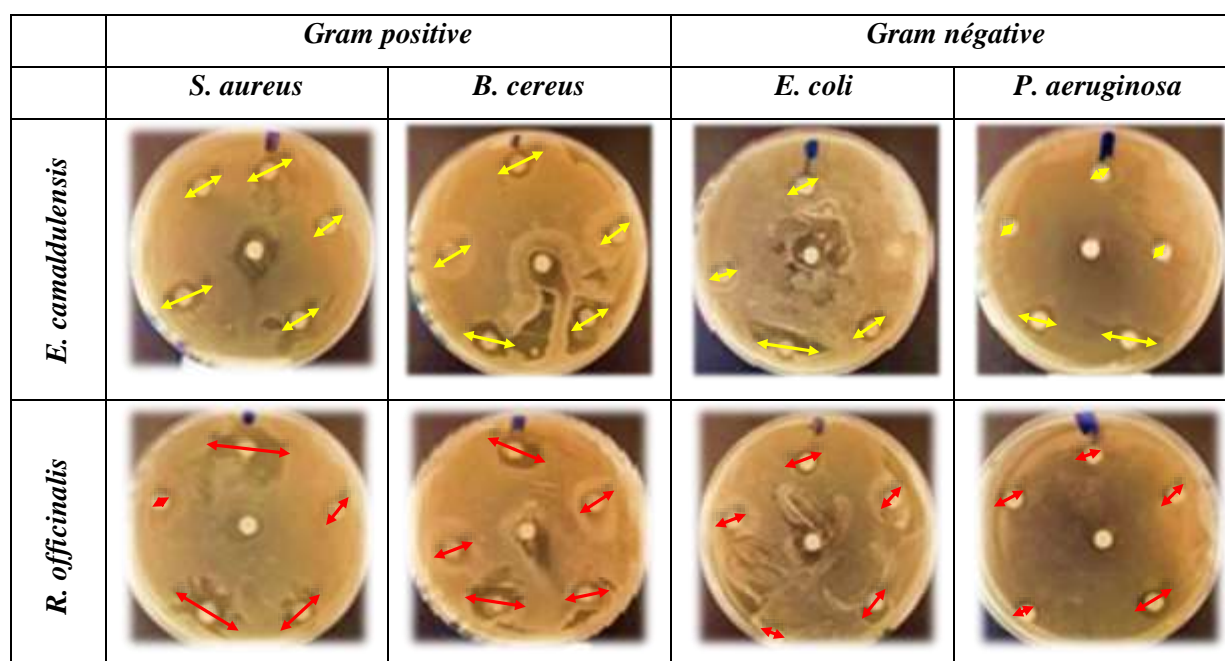 Gram positive
Gram négative
S. aureus
B. cereus
E. coli
P. aeruginosa
E. camaldulensis
R. officinalis